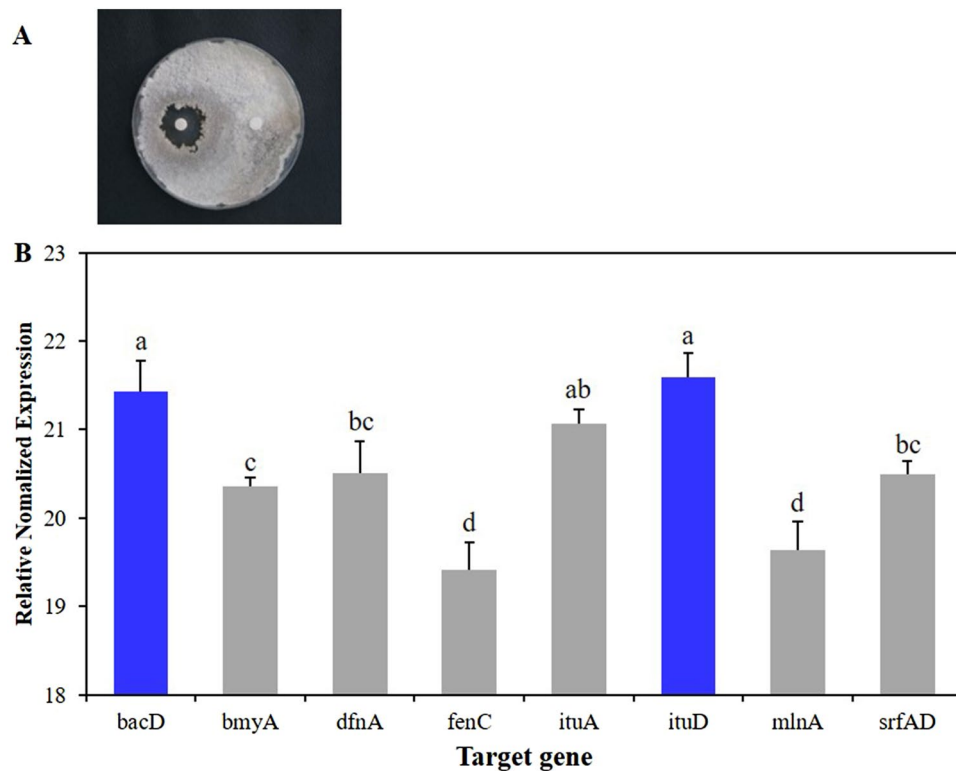 A
B
23
22
21
20
19
18
Relative Nomalized Expression
a
c
bc
d
ab
a
d
bc
bacD bmyA dfnA fenC ituA ituD mlnA srfAD
Target gene